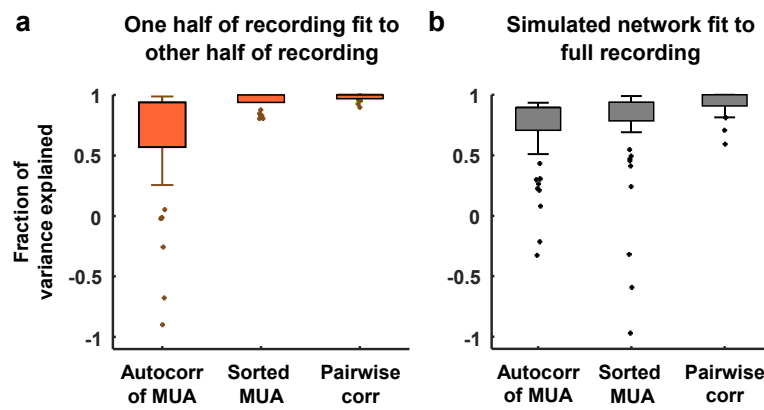 a
One half of recording fit to
other half of recording
Fraction of
variance explained
1
0.5
0
-0.5
-1
Autocorr
of MUA
Sorted
MUA
Pairwise
corr
b
Simulated network fit to
full recording
1
0.5
0
-0.5
-1
Autocorr
of MUA
Sorted
MUA
Pairwise
corr